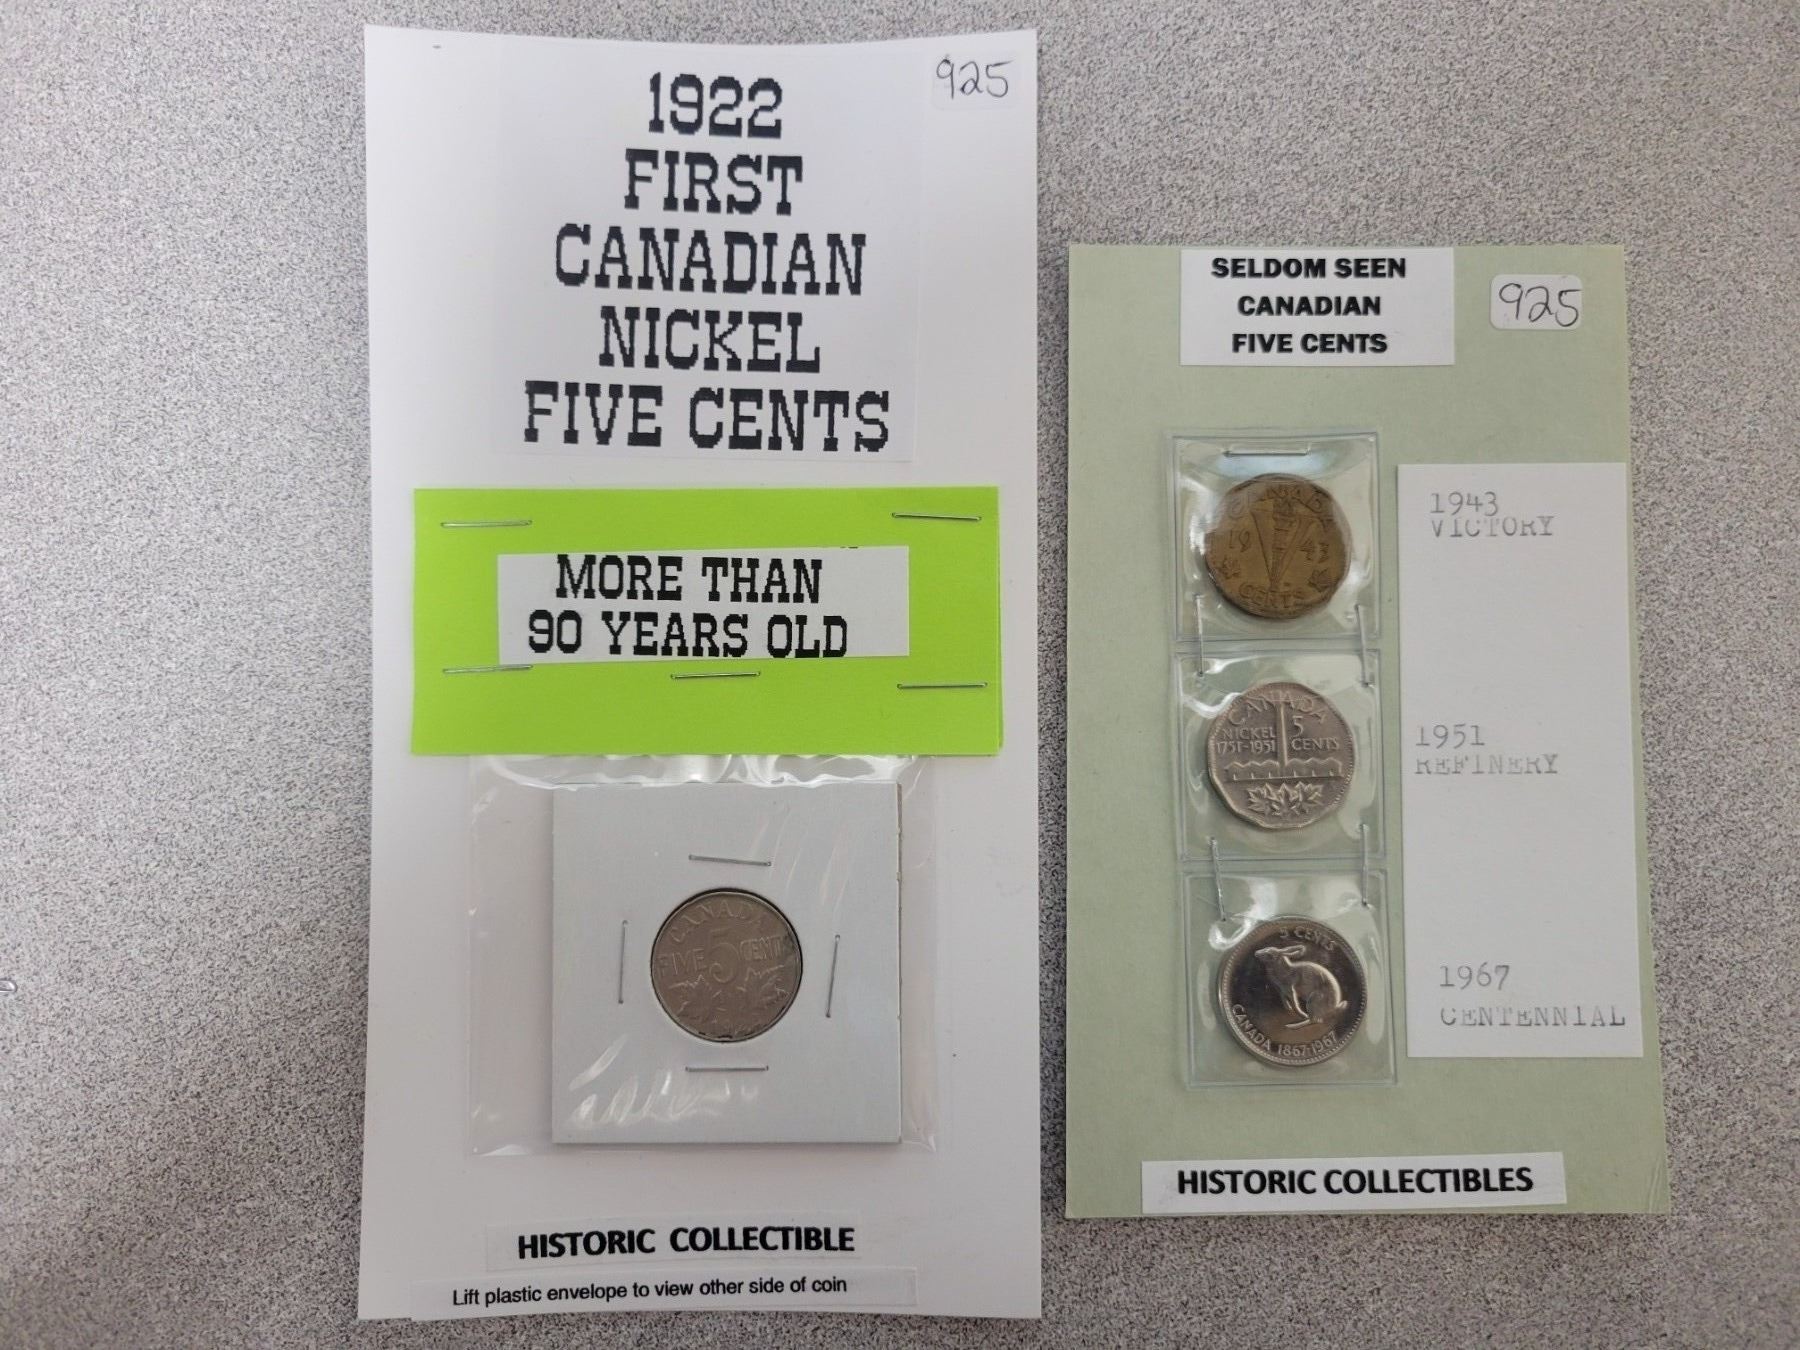 925
1922
FIRST
CANADIAN
NICKEL
FIVE CENTS
MORE THAN
90 YEARS OLD
CANADA
FIVE 5 CENTS
HISTORIC COLLECTIBLE
Lift plastic envelope to view other side of coin
SELDOM SEEN
CANADIAN
FIVE CENTS
925
CANADA
19 43
CENTS
1943
VICTORY
CANADA
NICKEL 5
1751-1951 CENTS
1951
REFINERY
5 CENTS
CANADA 1867-1967
1967
CENTENNIAL
HISTORIC COLLECTIBLES